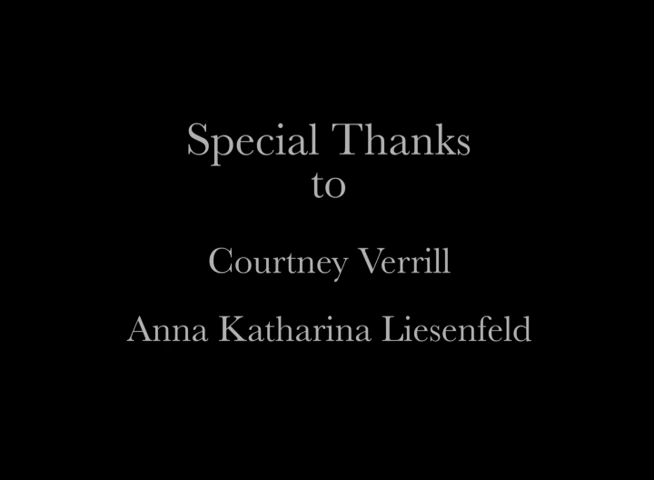 Special Thanks
to
Courtney Verrill
Anna Katharina Liesenfeld